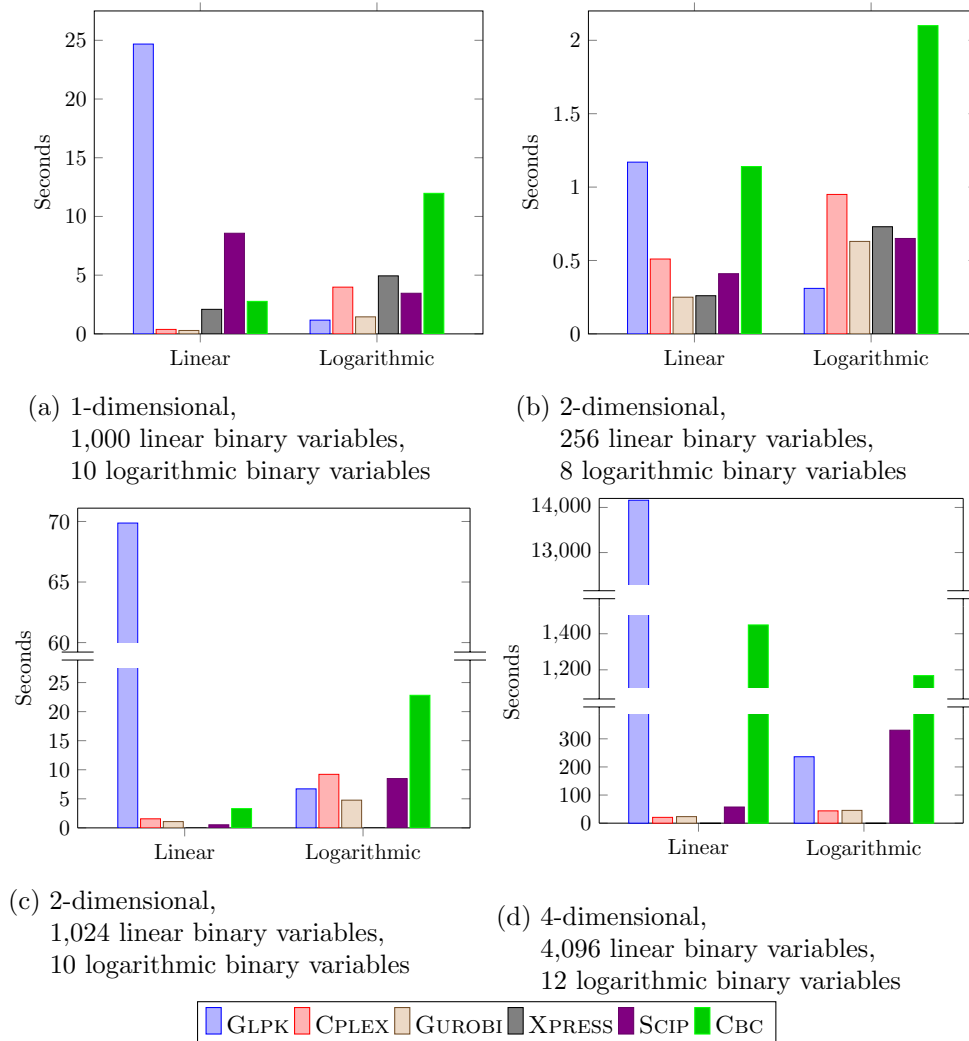 25
20
15
10
5
0
Seconds
Linear
Logarithmic
(a) 1-dimensional,
1,000 linear binary variables,
10 logarithmic binary variables
2
1.5
1
0.5
0
Seconds
Linear
Logarithmic
(b) 2-dimensional,
256 linear binary variables,
8 logarithmic binary variables
70
65
60
25
20
15
10
5
0
Seconds
Linear
Logarithmic
(c) 2-dimensional,
1,024 linear binary variables,
10 logarithmic binary variables
14,000
13,000
1,400
1,200
300
200
100
0
Seconds
Linear
Logarithmic
(d) 4-dimensional,
4,096 linear binary variables,
12 logarithmic binary variables
GLPK CPLEX GUROBI XPRESS SCIP CBC